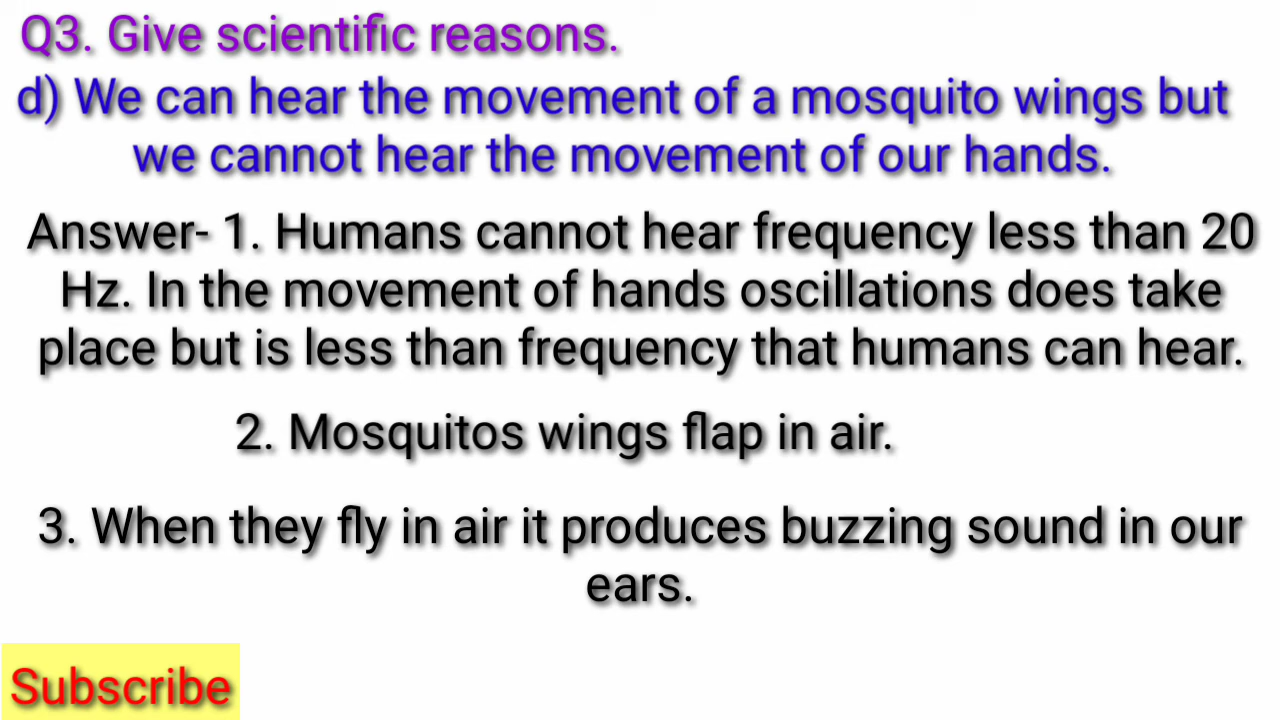 Q3. Give scientific reasons.
d) We can hear the movement of a mosquito wings but
we cannot hear the movement of our hands.
Answer- 1. Humans cannot hear frequency less than 20
Hz. In the movement of hands oscillations does take
place but is less than frequency that humans can hear.
2. Mosquitos wings flap in air.
3. When they fly in air it produces buzzing sound in our
ears.
Subscribe